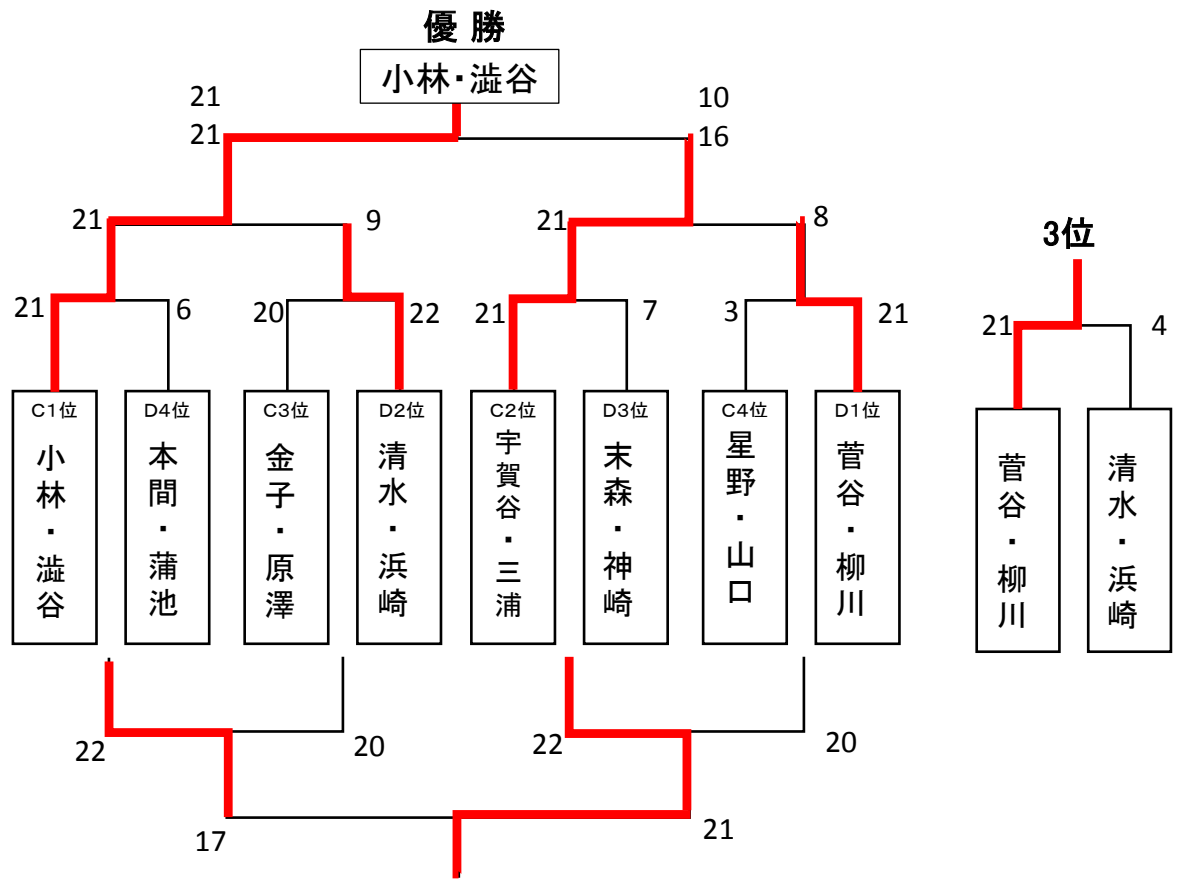 優 勝
小林・澁谷
21 10
21 16
21 9 21 8
3位
21 6 20 22 21 7 3 21
21 4
C1位 D4位 C3位 D2位 C2位 D3位 C4位 D1位
小林・澁谷
本間・蒲池
金子・原澤
清水・浜崎
宇賀谷・三浦
末森・神崎
星野・山口
菅谷・柳川
菅谷・柳川
清水・浜崎
22 20 22 20
17 21